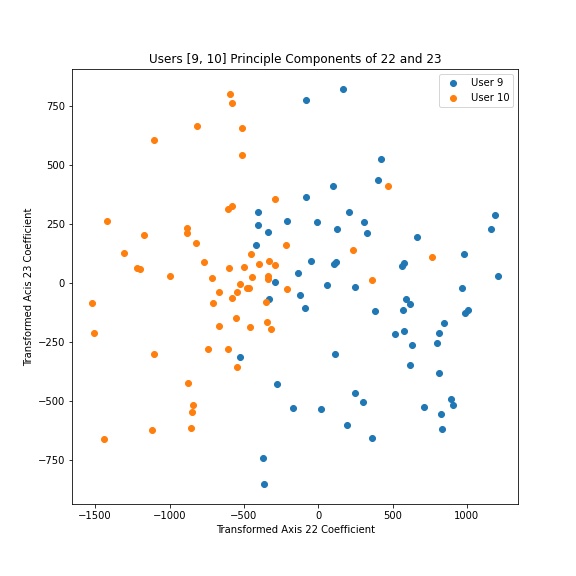 Users [9, 10] Principle Components of 22 and 23
User 9
User 10
Transformed Acis 23 Coefficient
750
500
250
0
−250
−500
−750
−1500
−1000
−500
0
500
1000
Transformed Axis 22 Coefficient